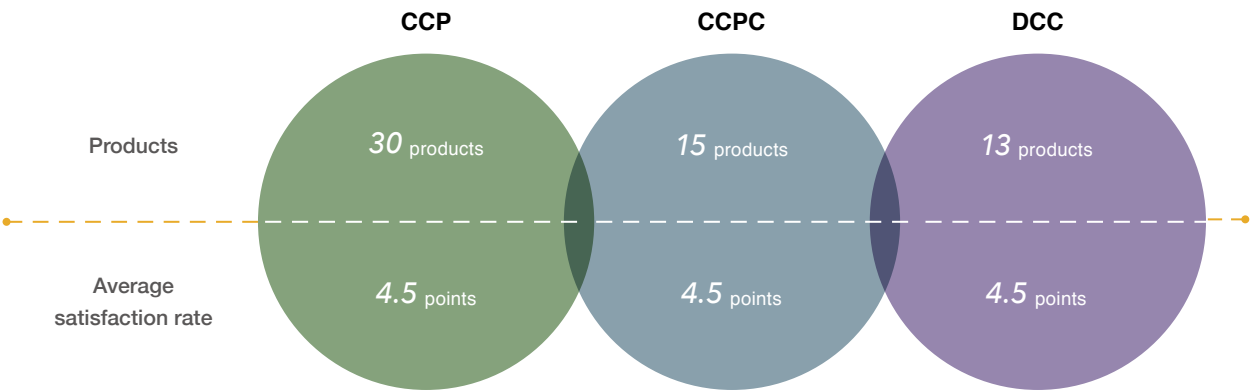 CCP CCPC DCC
Products 30 products 15 products 13 products
Average
satisfaction rate
4.5 points 4.5 points 4.5 points